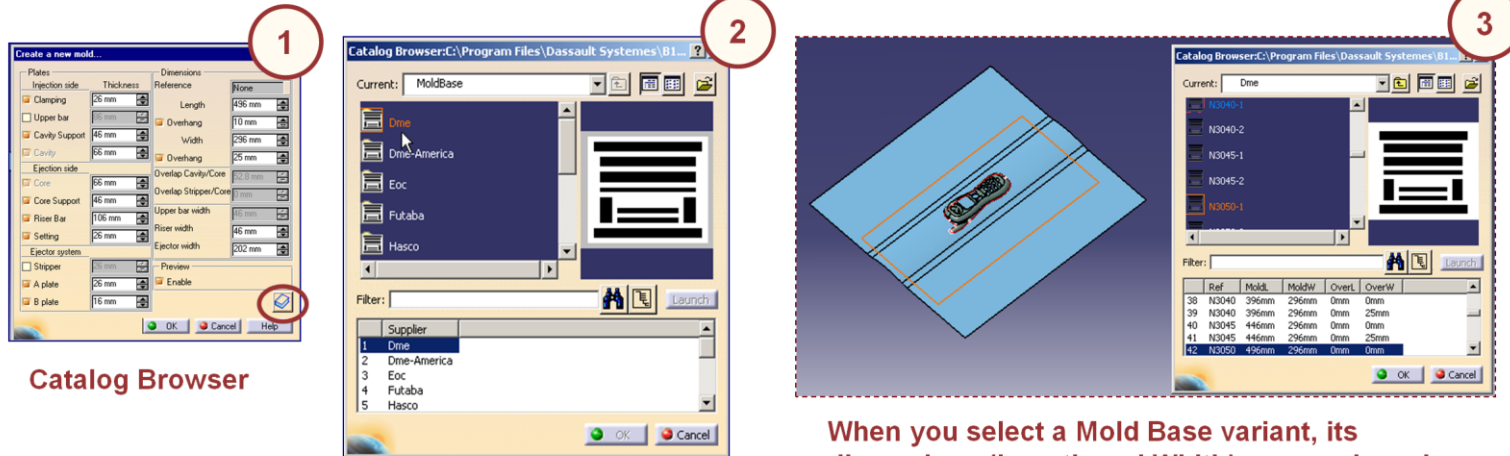 1
Create a new mold...
Plates
Injection side Thickness
Clamping 26 mm
Upper bar
Cavity Support 46 mm
Cavity 66 mm
Ejection side
Core 66 mm
Core Support 46 mm
Riser Bar 106 mm
Setting 26 mm
Ejector system
Stripper
A plate 26 mm
B plate 16 mm
Dimensions
Reference None
Length 496 mm
Overhang 10 mm
Width 296 mm
Overhang 25 mm
Overlap Cavity/Core
Overlap Stripper/Core
Upper bar width 46 mm
Riser width 46 mm
Ejector width 202 mm
Preview
Enable
OK Cancel Help
Catalog Browser
2
Catalog Browser:C:\Program Files\Dassault Systemes\B1...
Current: MoldBase
Dme
Dme-America
Eoc
Futaba
Hasco
Filter: Launch
Supplier
1 Dme
2 Dme-America
3 Eoc
4 Futaba
5 Hasco
OK Cancel
3
Catalog Browser:C:\Program Files\Dassault Systemes\B1...
Current: Dme
N3040-1
N3040-2
N3045-1
N3045-2
N3050-1
Filter: Launch
Ref MoldL MoldW OverL OverW
38 N3040 396mm 296mm 0mm 0mm
39 N3040 396mm 296mm 0mm 25mm
40 N3045 446mm 296mm 0mm 0mm
41 N3045 446mm 296mm 0mm 25mm
42 N3050 496mm 296mm 0mm 0mm
OK Cancel
When you select a Mold Base variant, its